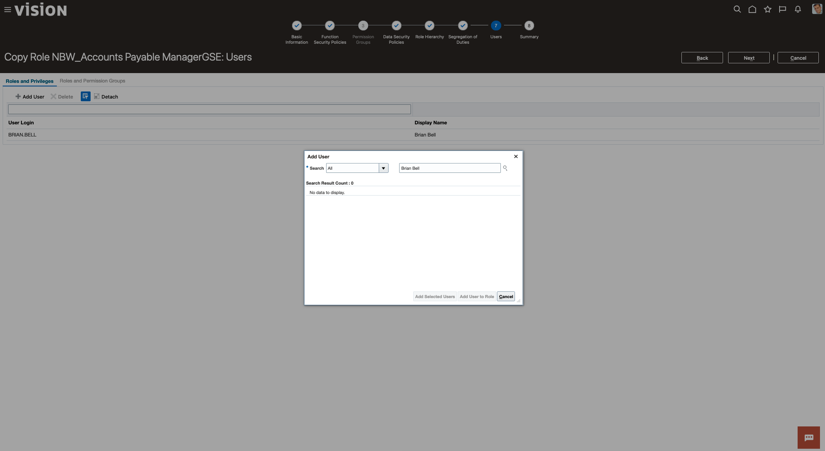 vision
Basic Information
Function Security Policies
Permission Groups
Data Security Policies
Role Hierarchy
Segregation of Duties
7
Users
8
Summary
Copy Role NBW_Accounts Payable ManagerGSE: Users
Back
Next
Cancel
Roles and Privileges
Roles and Permission Groups
Add User
Delete
Detach
User Login
Display Name
BRIAN.BELL
Brian Bell
Add User
* Search
All
Brian Bell
Search Result Count : 0
No data to display.
Add Selected Users
Add User to Role
Cancel